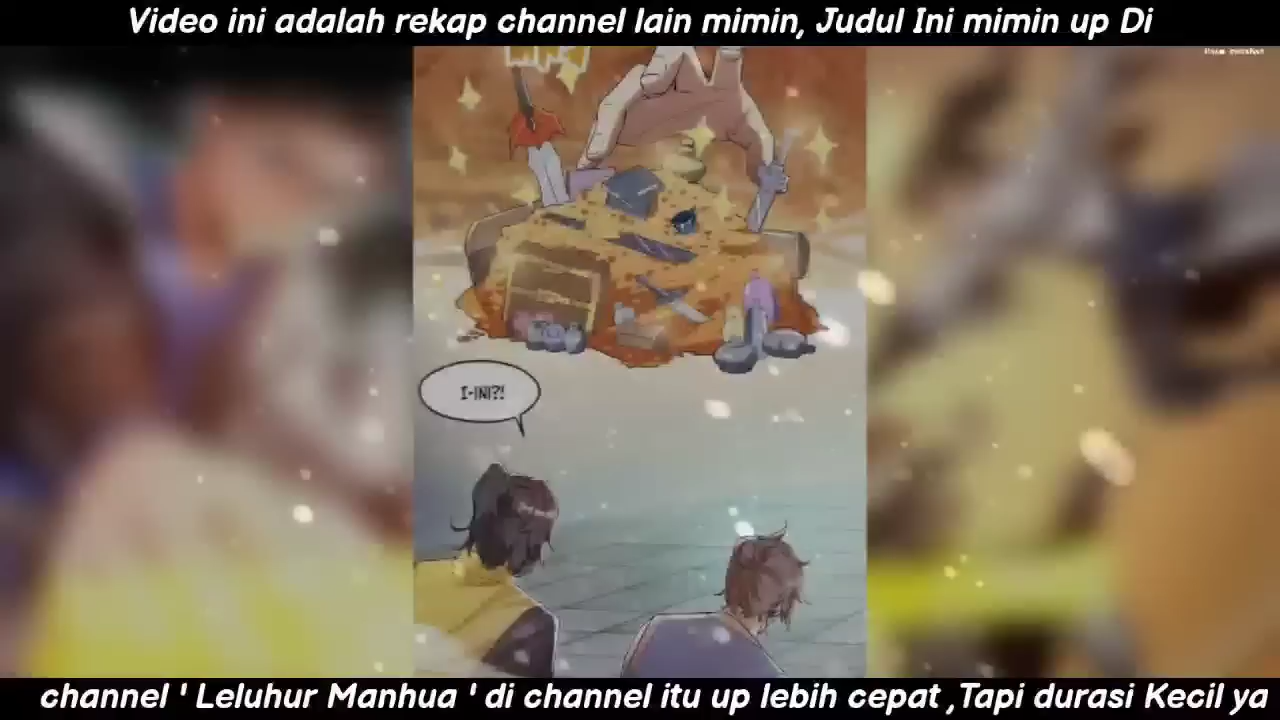 Video ini adalah rekap channel lain mimin, Judul Ini mimin up Di
I-INI?!
channel ' Leluhur Manhua ' di channel itu up lebih cepat ,Tapi durasi Kecil ya